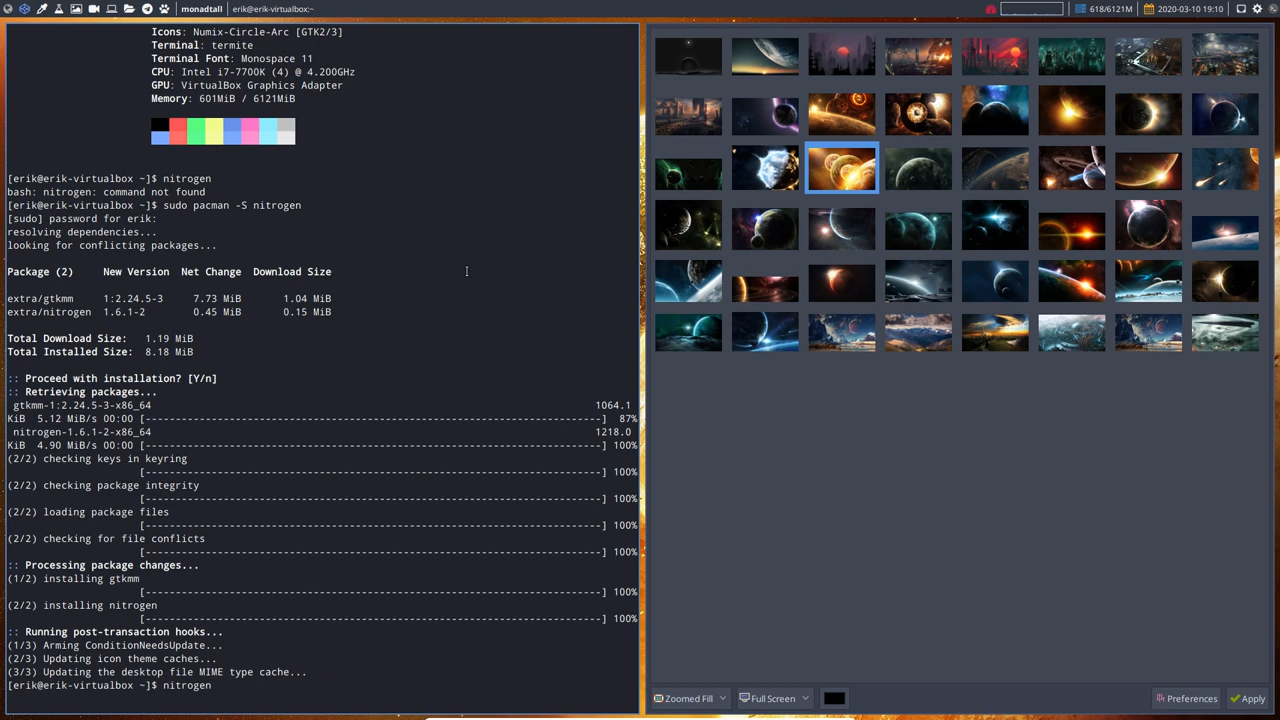 monadtall erik@erik-virtualbox:~ 618/6121M 2020-03-10 19:10
Icons: Numix-Circle-Arc [GTK2/3]
Terminal: termite
Terminal Font: Monospace 11
CPU: Intel i7-7700K (4) @ 4.200GHz
GPU: VirtualBox Graphics Adapter
Memory: 601MiB / 6121MiB
[erik@erik-virtualbox ~]$ nitrogen
bash: nitrogen: command not found
[erik@erik-virtualbox ~]$ sudo pacman -S nitrogen
[sudo] password for erik:
resolving dependencies...
looking for conflicting packages...
Package (2) New Version Net Change Download Size
extra/gtkmm 1:2.24.5-3 7.73 MiB 1.04 MiB
extra/nitrogen 1.6.1-2 0.45 MiB 0.15 MiB
Total Download Size: 1.19 MiB
Total Installed Size: 8.18 MiB
:: Proceed with installation? [Y/n]
:: Retrieving packages...
gtkmm-1:2.24.5-3-x86_64 1064.1
KiB 5.12 MiB/s 00:00 [----------------------------------------------------------------------------] 87%
nitrogen-1.6.1-2-x86_64 1218.0
KiB 4.90 MiB/s 00:00 [----------------------------------------------------------------------------] 100%
(2/2) checking keys in keyring
[----------------------------------------------------------------------------] 100%
(2/2) checking package integrity
[----------------------------------------------------------------------------] 100%
(2/2) loading package files
[----------------------------------------------------------------------------] 100%
(2/2) checking for file conflicts
[----------------------------------------------------------------------------] 100%
:: Processing package changes...
(1/2) installing gtkmm
[----------------------------------------------------------------------------] 100%
(2/2) installing nitrogen
[----------------------------------------------------------------------------] 100%
:: Running post-transaction hooks...
(1/3) Arming ConditionNeedsUpdate...
(2/3) Updating icon theme caches...
(3/3) Updating the desktop file MIME type cache...
[erik@erik-virtualbox ~]$ nitrogen
Zoomed Fill Full Screen Preferences Apply